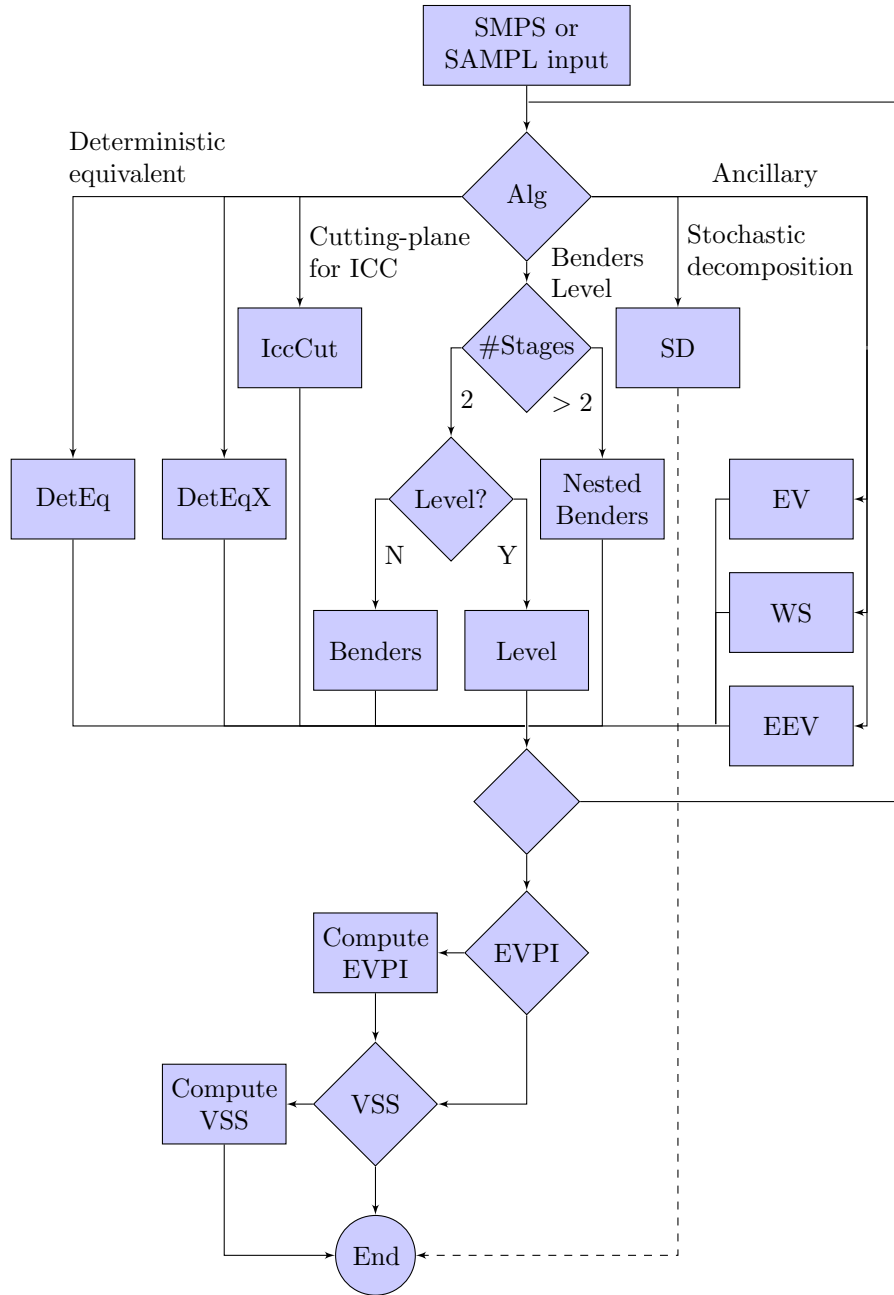 SMPS or
SAMPL input
Deterministic
equivalent
Alg
Ancillary
Cutting-plane
for ICC
Benders
Level
Stochastic
decomposition
IccCut
#Stages
SD
2
> 2
DetEq
DetEqX
Level?
Nested
Benders
EV
N
Y
WS
Benders
Level
EEV
Compute
EVPI
EVPI
Compute
VSS
VSS
End